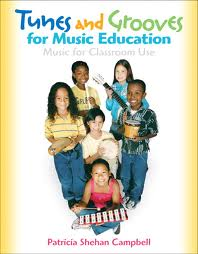 Tunes and Grooves
for Music Education
Music for Classroom Use
Patricia Shehan Campbell